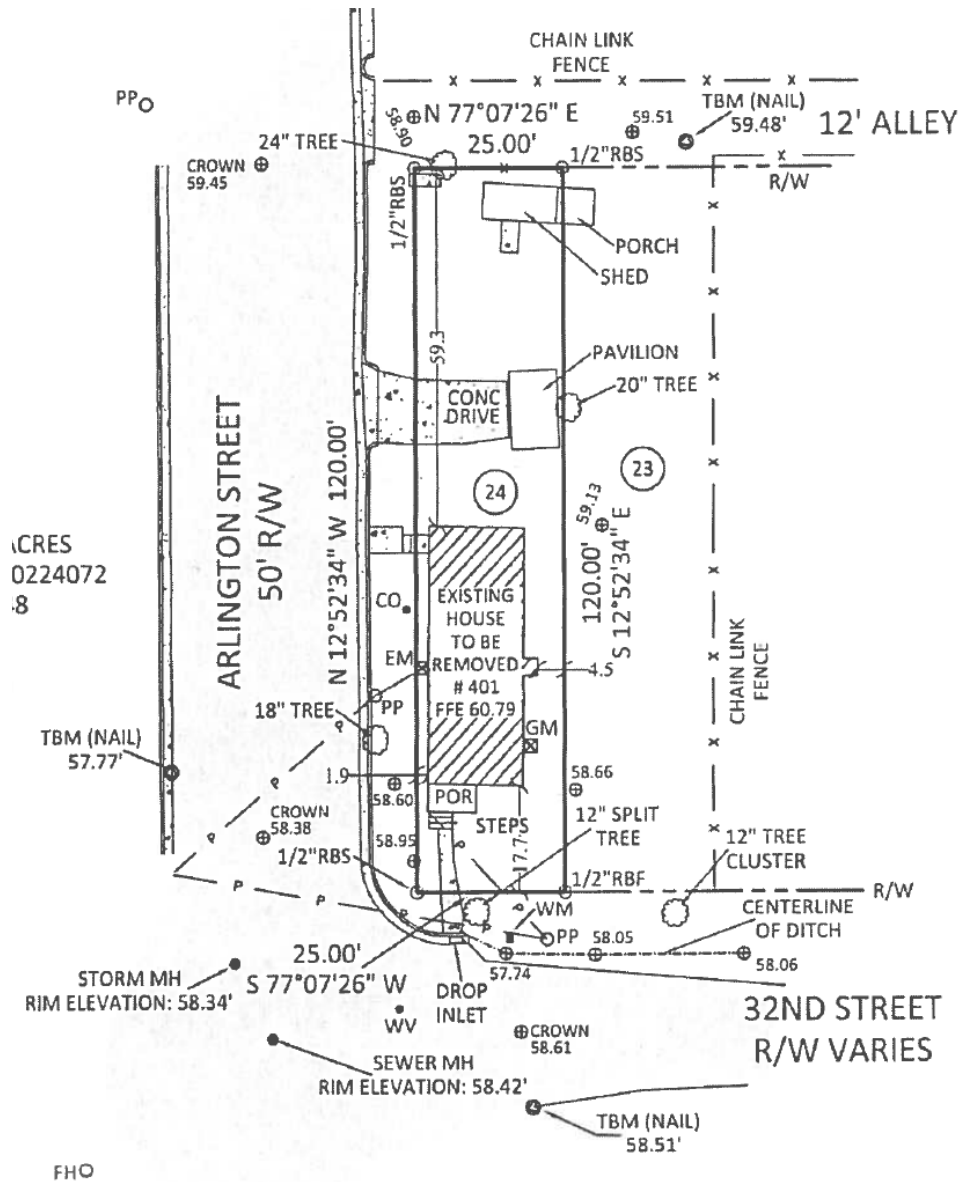 CHAIN LINK
FENCE
PP
N 77°07'26" E
25.00'
58.90
59.51
TBM (NAIL)
59.48'
12' ALLEY
24" TREE
CROWN
59.45
1/2"RBS
1/2"RBS
R/W
PORCH
SHED
59.3
PAVILION
20" TREE
CONC
DRIVE
ARLINGTON STREET
50' R/W
N 12°52'34" W 120.00'
24
23
59.13
120.00'
S 12°52'34" E
ACRES
0224072
8
CO
EXISTING
HOUSE
TO BE
REMOVED
# 401
FFE 60.79
EM
4.5
CHAIN LINK
FENCE
PP
18" TREE
GM
TBM (NAIL)
57.77'
1.9
58.60
POR
58.66
CROWN
58.38
STEPS
12" SPLIT
TREE
12" TREE
CLUSTER
58.95
17.7
1/2"RBS
1/2"RBF
R/W
P
P
P
P
P
P
WM
PP
CENTERLINE
OF DITCH
58.05
57.74
58.06
25.00'
S 77°07'26" W
STORM MH
RIM ELEVATION: 58.34'
DROP
INLET
WV
32ND STREET
R/W VARIES
CROWN
58.61
SEWER MH
RIM ELEVATION: 58.42'
TBM (NAIL)
58.51'
FH